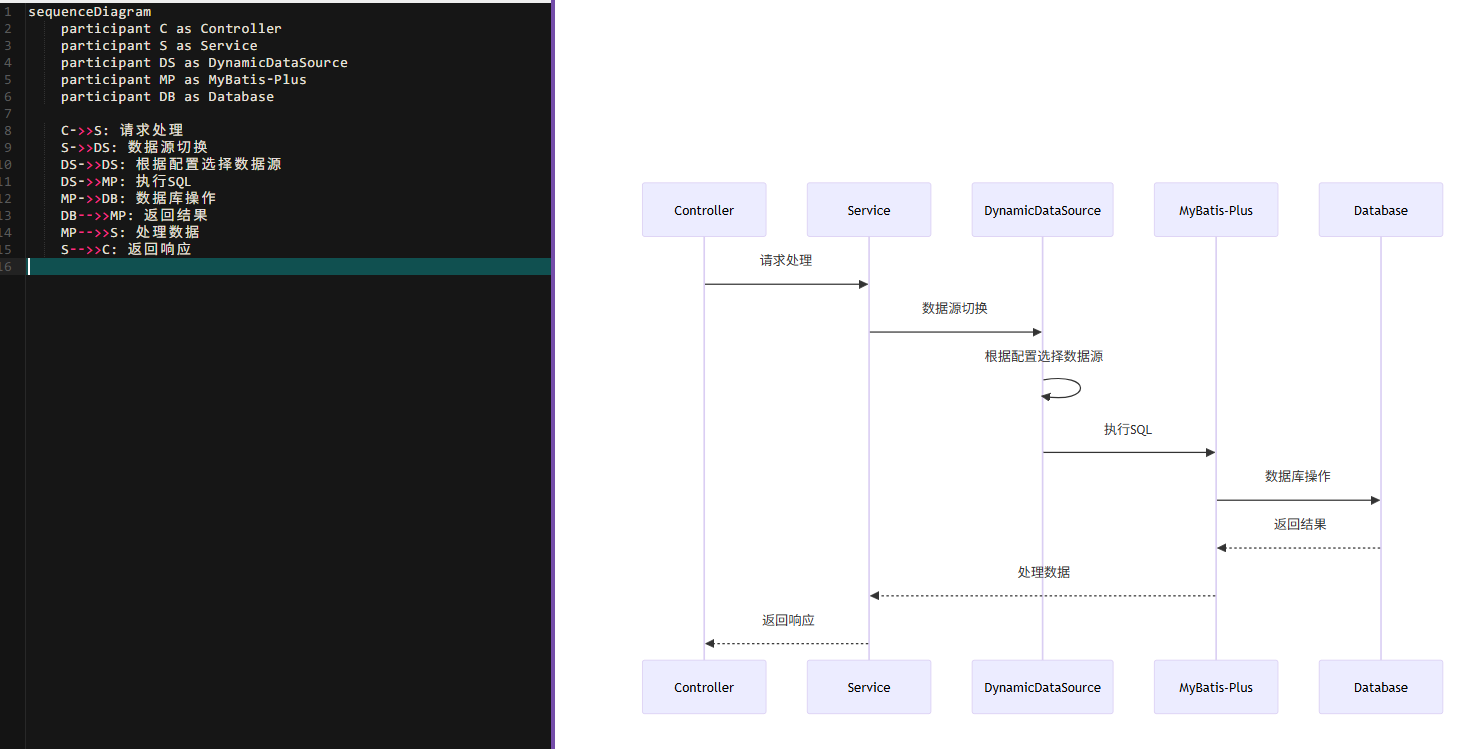 1 sequenceDiagram
2 participant C as Controller
3 participant S as Service
4 participant DS as DynamicDataSource
5 participant MP as MyBatis-Plus
6 participant DB as Database
7
8 C->>S: 请求处理
9 S->>DS: 数据源切换
10 DS->>DS: 根据配置选择数据源
11 DS->>MP: 执行SQL
12 MP->>DB: 数据库操作
13 DB-->>MP: 返回结果
14 MP-->>S: 处理数据
15 S-->>C: 返回响应
16
Controller Service DynamicDataSource MyBatis-Plus Database
请求处理
数据源切换
根据配置选择数据源
执行SQL
数据库操作
返回结果
处理数据
返回响应
Controller Service DynamicDataSource MyBatis-Plus Database